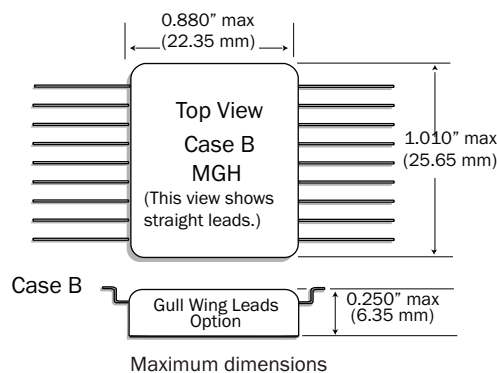 0.880” max
(22.35 mm)
Top View
Case B
MGH
(This view shows
straight leads.)
1.010” max
(25.65 mm)
Case B
Gull Wing Leads
Option
0.250” max
(6.35 mm)
Maximum dimensions